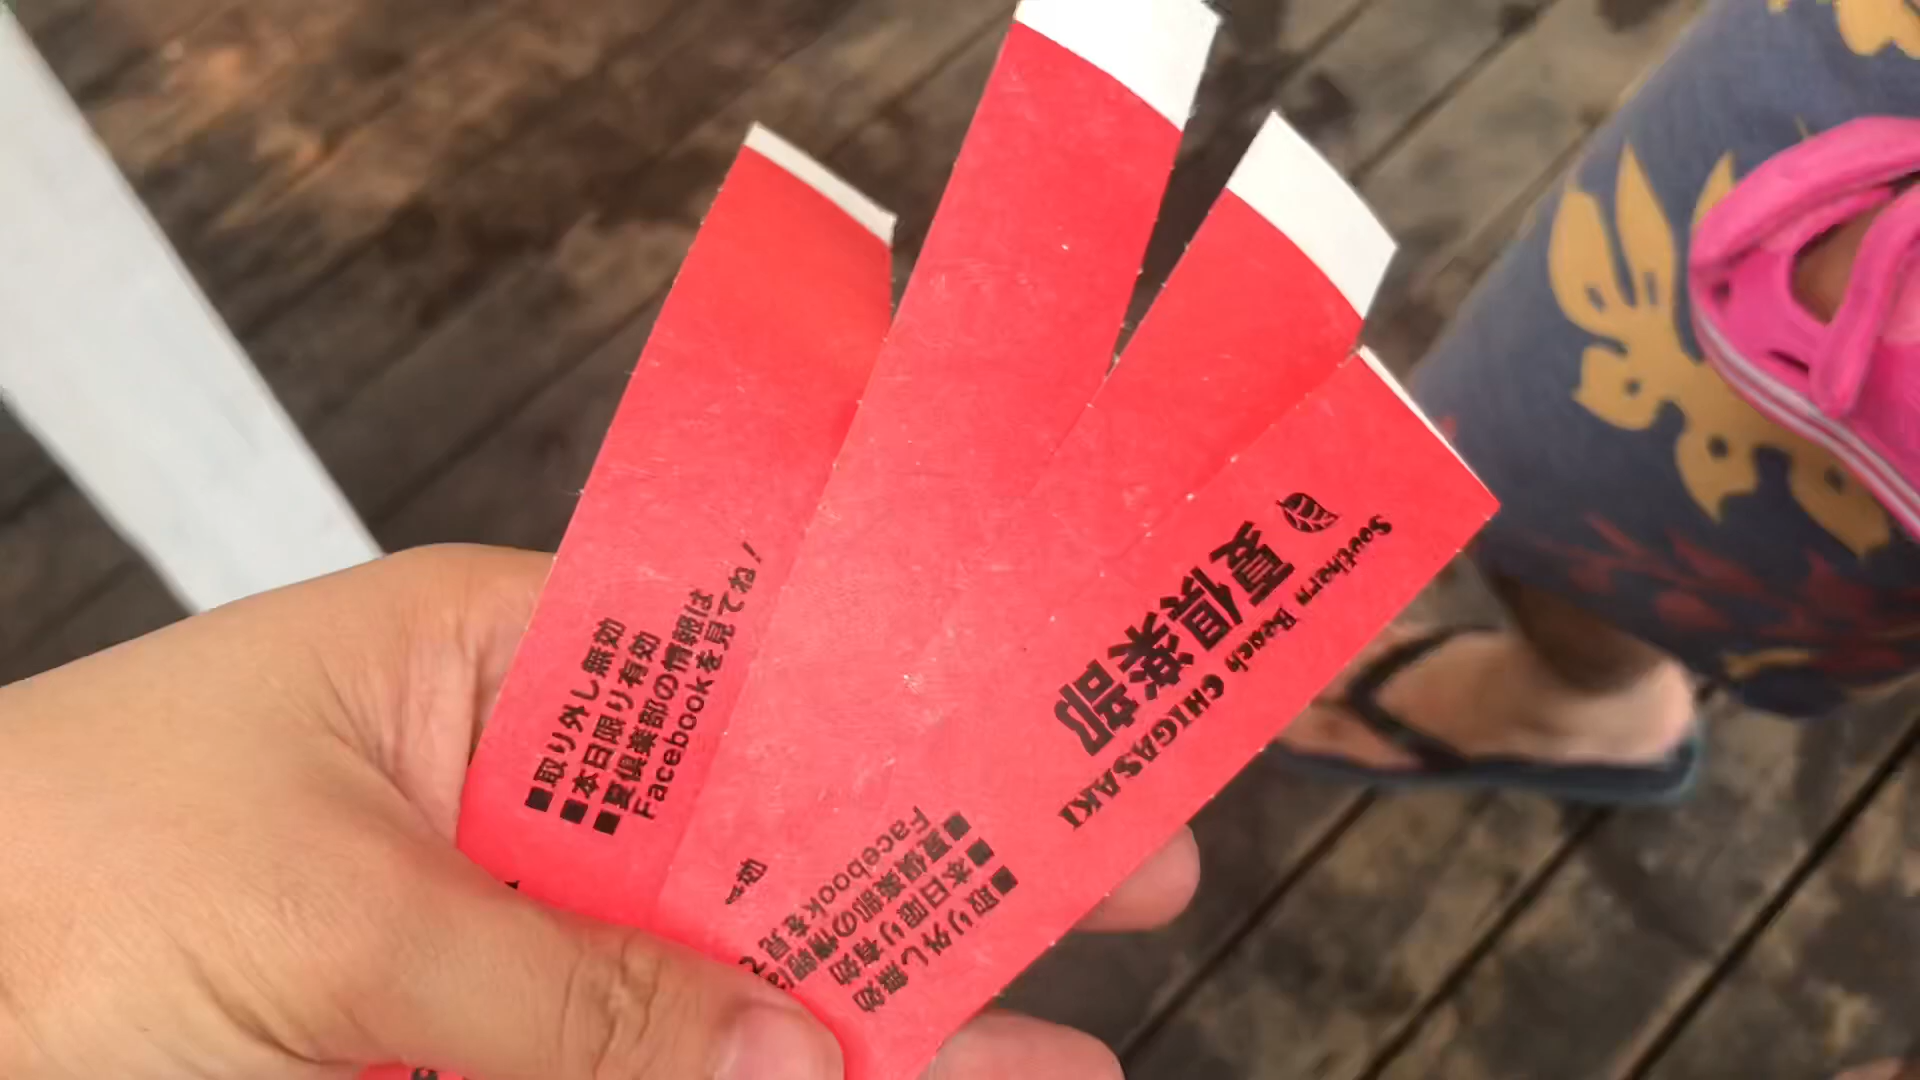 ■取り外し無効
■本日限り有効
■夏倶楽部の情報は
Facebookを見てね!
夏倶楽部
Southern Beach CHIGASAKI
■取り外し無効
■本日限り有効
■夏倶楽部の情報
Facebookを見